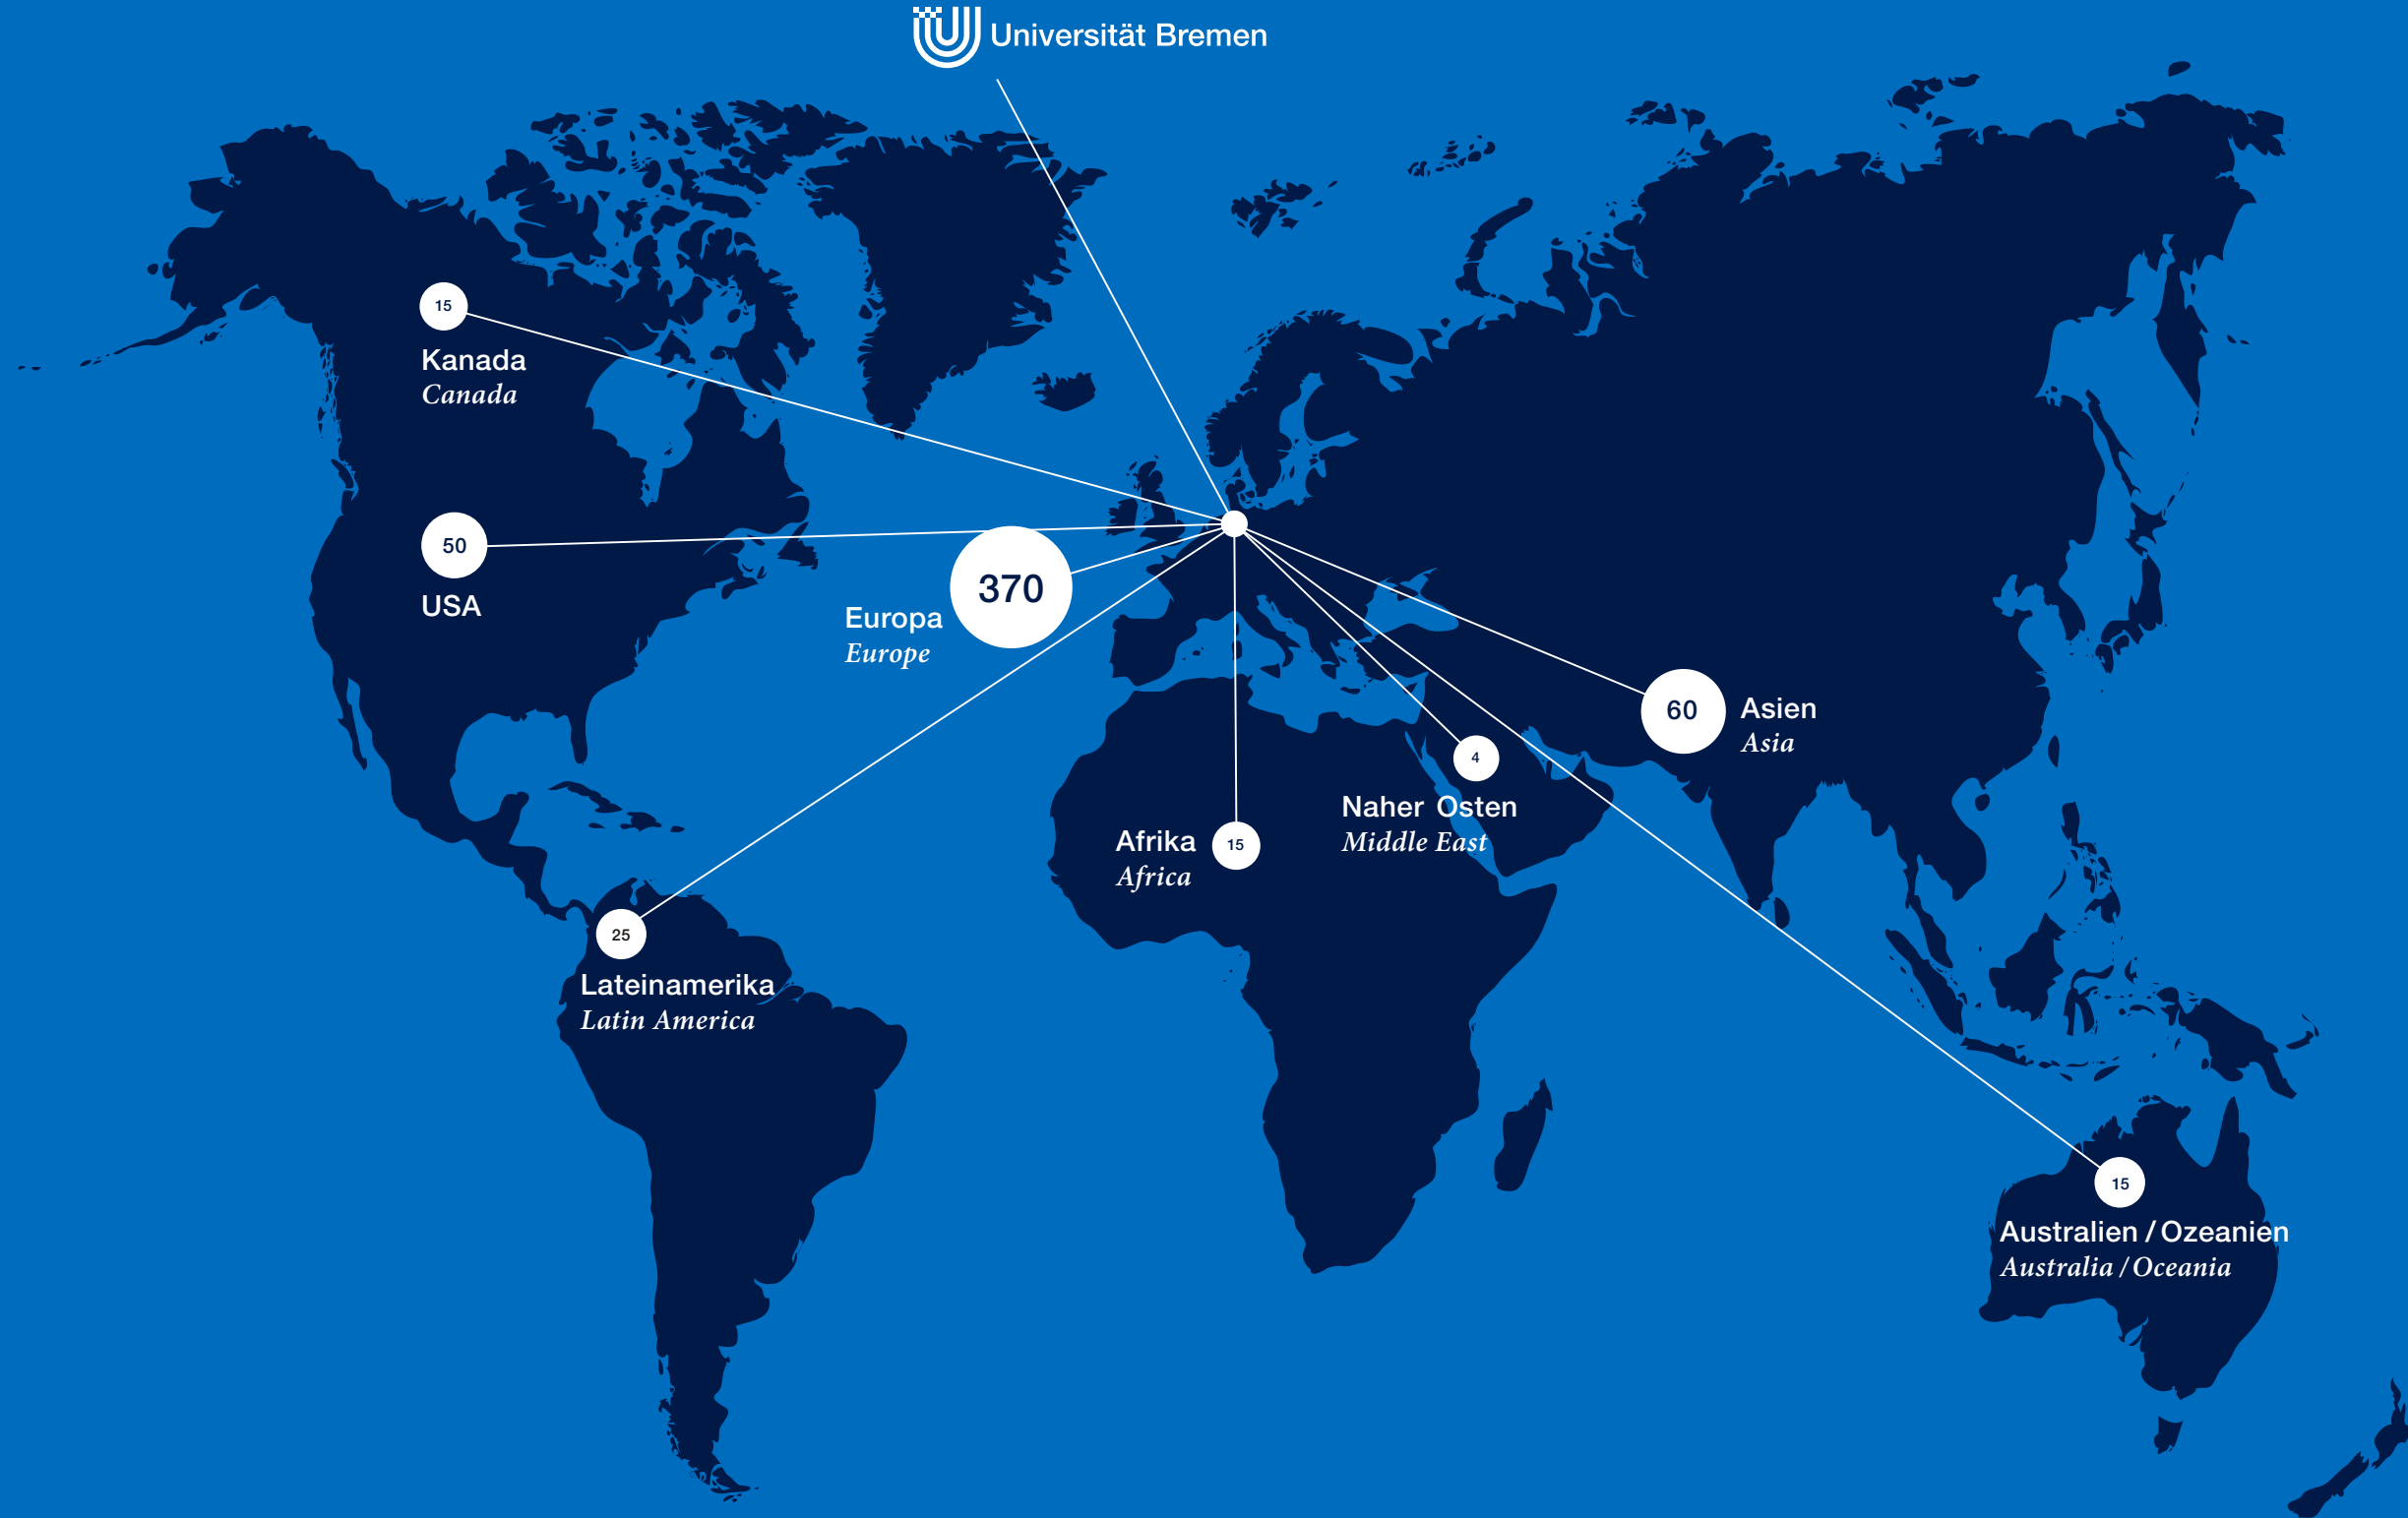 Universität Bremen
15
Kanada
Canada
50
USA
370
Europa
Europe
60
Asien
Asia
4
Naher Osten
Middle East
Afrika
Africa
15
25
Lateinamerika
Latin America
15
Australien / Ozeanien
Australia / Oceania